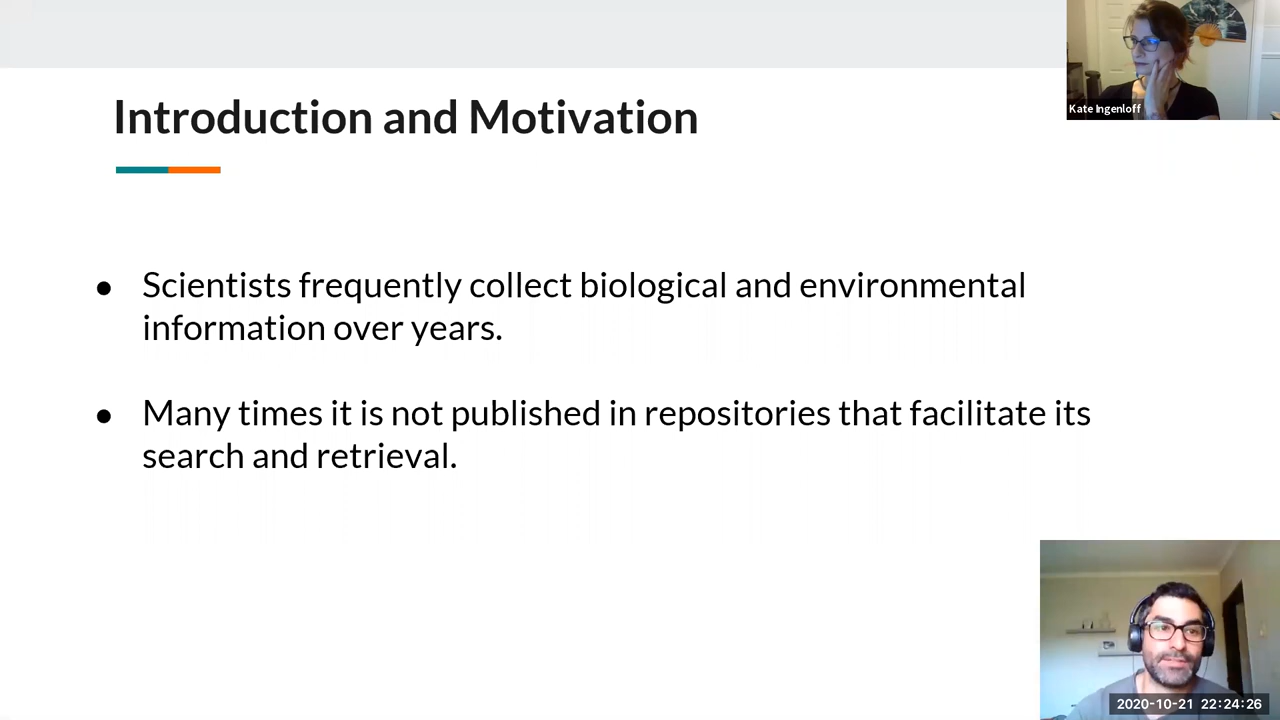 Introduction and Motivation
Kate Ingenloff
● Scientists frequently collect biological and environmental
information over years.
● Many times it is not published in repositories that facilitate its
search and retrieval.
2020-10-21 22:24:26